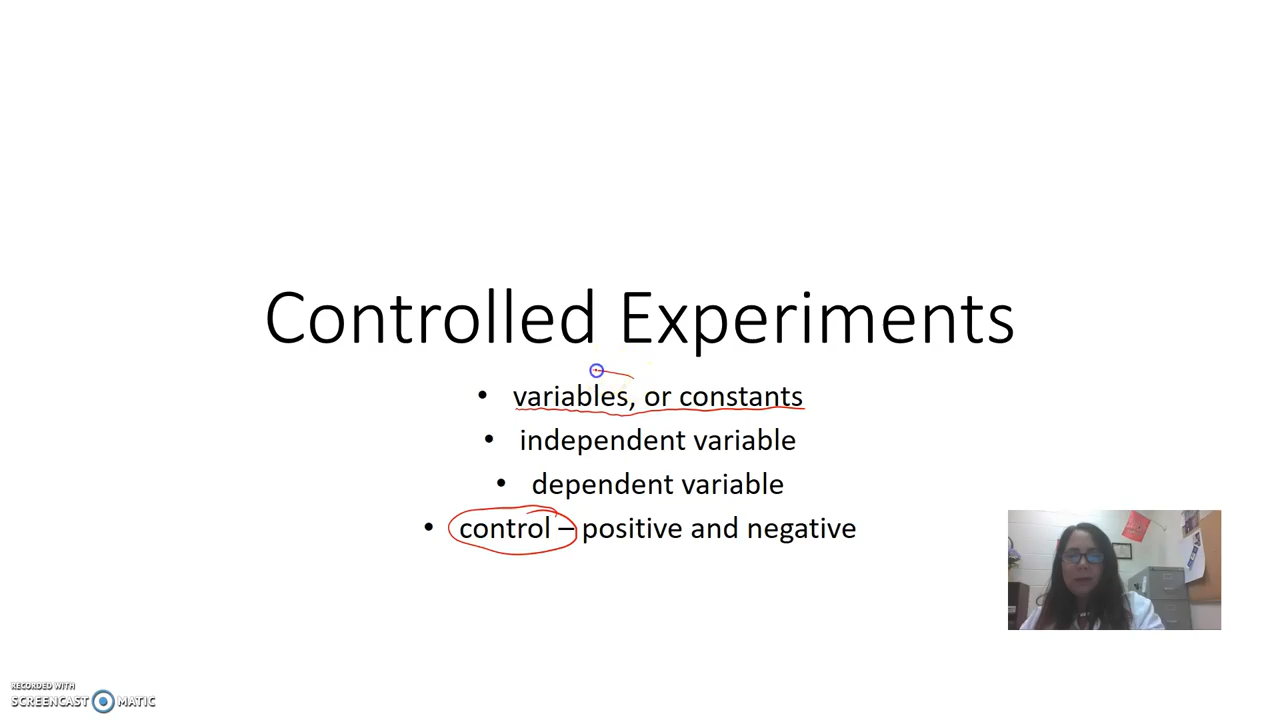 Controlled Experiments
• variables, or constants
• independent variable
• dependent variable
• control – positive and negative
RECORDED WITH
SCREENCAST MATIC